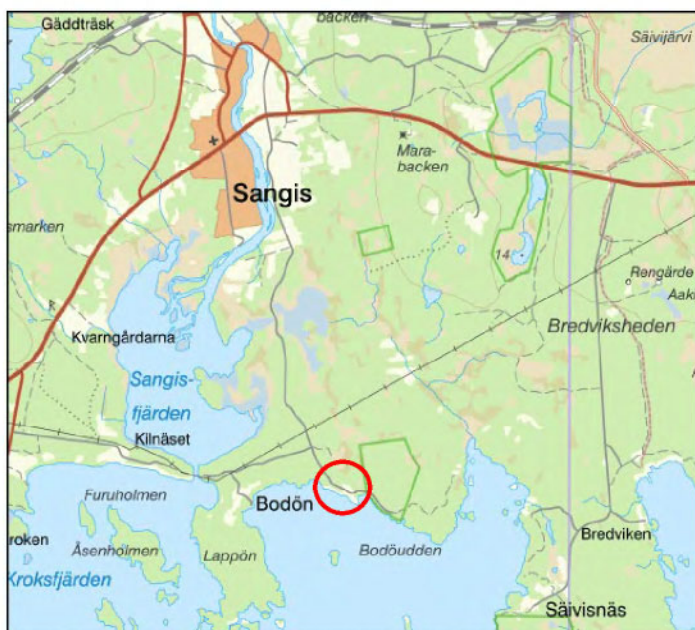 backen
Gäddträsk
Säivijärvi
Mara-
backen
Sangis
smarken
14
Rengärde
Aak
R
Bredviksheden
Kvarngårdarna
Sangis-
fjärden
Kilnäset
Furuholmen
Bodön
roken
Åsenholmen
Lappön
Bodöudden
Bredviken
Kroksfjärden
Säivisnäs